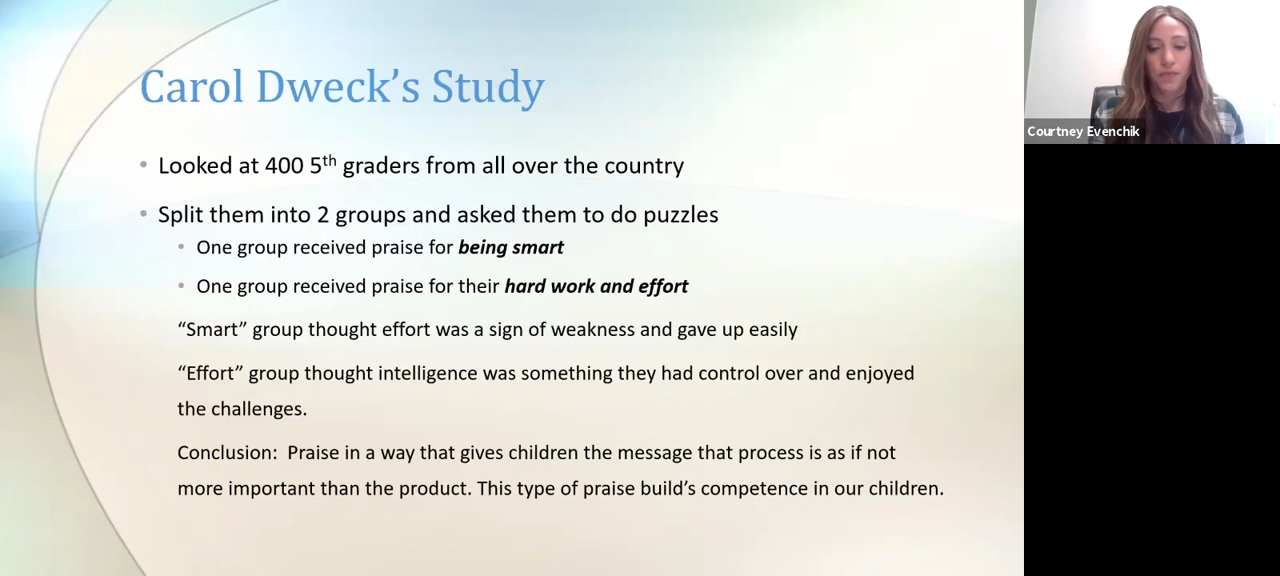 Carol Dweck’s Study
• Looked at 400 5th graders from all over the country
• Split them into 2 groups and asked them to do puzzles
• One group received praise for being smart
• One group received praise for their hard work and effort
“Smart” group thought effort was a sign of weakness and gave up easily
“Effort” group thought intelligence was something they had control over and enjoyed
the challenges.
Conclusion:  Praise in a way that gives children the message that process is as if not
more important than the product. This type of praise build’s competence in our children.
Courtney Evenchik